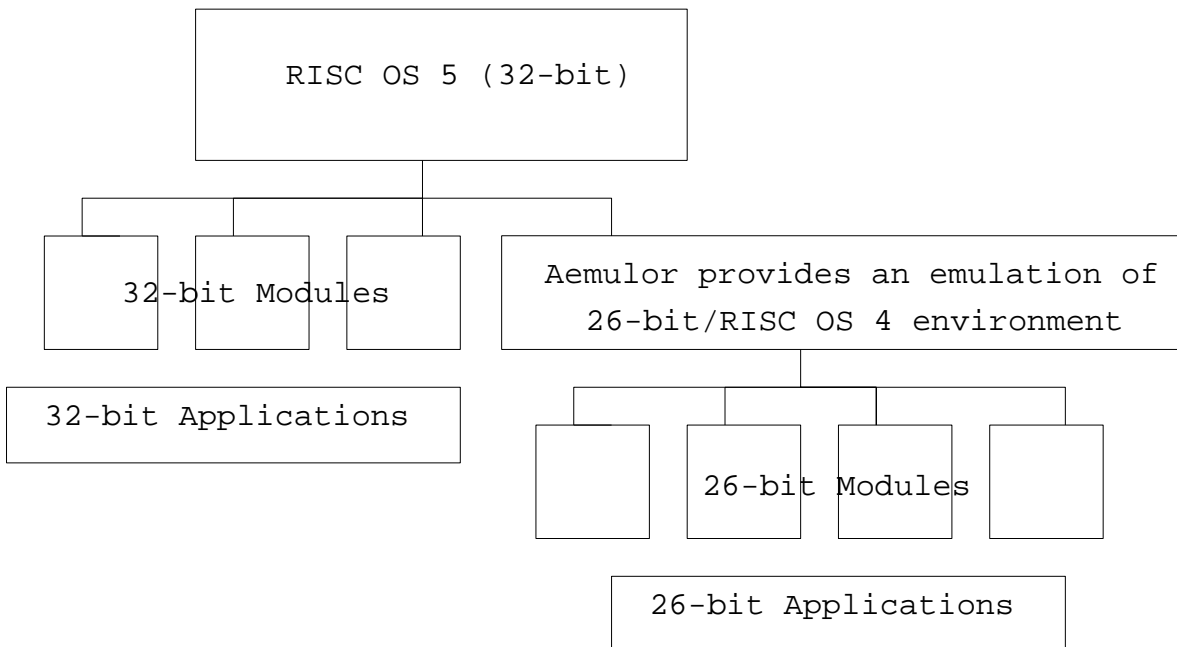 RISC OS 5 (32-bit)
32-bit Modules
Aemulor provides an emulation of
26-bit/RISC OS 4 environment
32-bit Applications
26-bit Modules
26-bit Applications